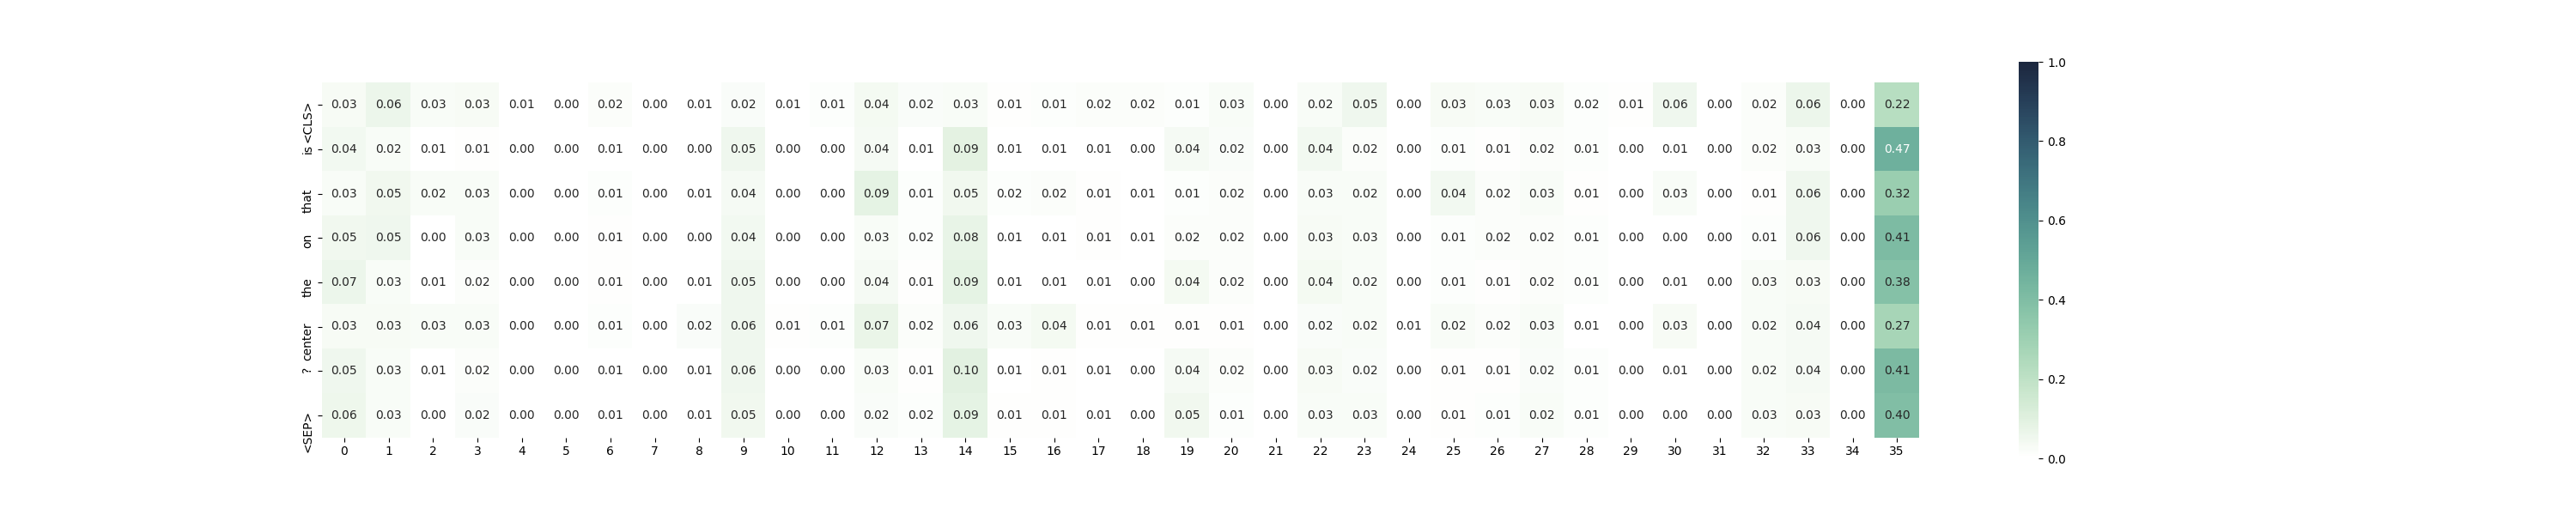 <CLS> 0.03 0.06 0.03 0.03 0.01 0.00 0.02 0.00 0.01 0.02 0.01 0.01 0.04 0.02 0.03 0.01 0.01 0.02 0.02 0.01 0.03 0.00 0.02 0.05 0.00 0.03 0.03 0.03 0.02 0.01 0.06 0.00 0.02 0.06 0.00 0.22
is 0.04 0.02 0.01 0.01 0.00 0.00 0.01 0.00 0.00 0.05 0.00 0.00 0.04 0.01 0.09 0.01 0.01 0.01 0.00 0.04 0.02 0.00 0.04 0.02 0.00 0.01 0.01 0.02 0.01 0.00 0.01 0.00 0.02 0.03 0.00 0.47
that 0.03 0.05 0.02 0.03 0.00 0.00 0.01 0.00 0.01 0.04 0.00 0.00 0.09 0.01 0.05 0.02 0.02 0.01 0.01 0.01 0.02 0.00 0.03 0.02 0.00 0.04 0.02 0.03 0.01 0.00 0.03 0.00 0.01 0.06 0.00 0.32
on 0.05 0.05 0.00 0.03 0.00 0.00 0.01 0.00 0.00 0.04 0.00 0.00 0.03 0.02 0.08 0.01 0.01 0.01 0.01 0.02 0.02 0.00 0.03 0.03 0.00 0.01 0.02 0.02 0.01 0.00 0.00 0.00 0.01 0.06 0.00 0.41
the 0.07 0.03 0.01 0.02 0.00 0.00 0.01 0.00 0.01 0.05 0.00 0.00 0.04 0.01 0.09 0.01 0.01 0.01 0.00 0.04 0.02 0.00 0.04 0.02 0.00 0.01 0.01 0.02 0.01 0.00 0.01 0.00 0.03 0.03 0.00 0.38
center 0.03 0.03 0.03 0.03 0.00 0.00 0.01 0.00 0.02 0.06 0.01 0.01 0.07 0.02 0.06 0.03 0.04 0.01 0.01 0.01 0.01 0.00 0.02 0.02 0.01 0.02 0.02 0.03 0.01 0.00 0.03 0.00 0.02 0.04 0.00 0.27
? 0.05 0.03 0.01 0.02 0.00 0.00 0.01 0.00 0.01 0.06 0.00 0.00 0.03 0.01 0.10 0.01 0.01 0.01 0.00 0.04 0.02 0.00 0.03 0.02 0.00 0.01 0.01 0.02 0.01 0.00 0.01 0.00 0.02 0.04 0.00 0.41
<SEP> 0.06 0.03 0.00 0.02 0.00 0.00 0.01 0.00 0.01 0.05 0.00 0.00 0.02 0.02 0.09 0.01 0.01 0.01 0.00 0.05 0.01 0.00 0.03 0.03 0.00 0.01 0.01 0.02 0.01 0.00 0.00 0.00 0.03 0.03 0.00 0.40
0 1 2 3 4 5 6 7 8 9 10 11 12 13 14 15 16 17 18 19 20 21 22 23 24 25 26 27 28 29 30 31 32 33 34 35
1.0
0.8
0.6
0.4
0.2
0.0